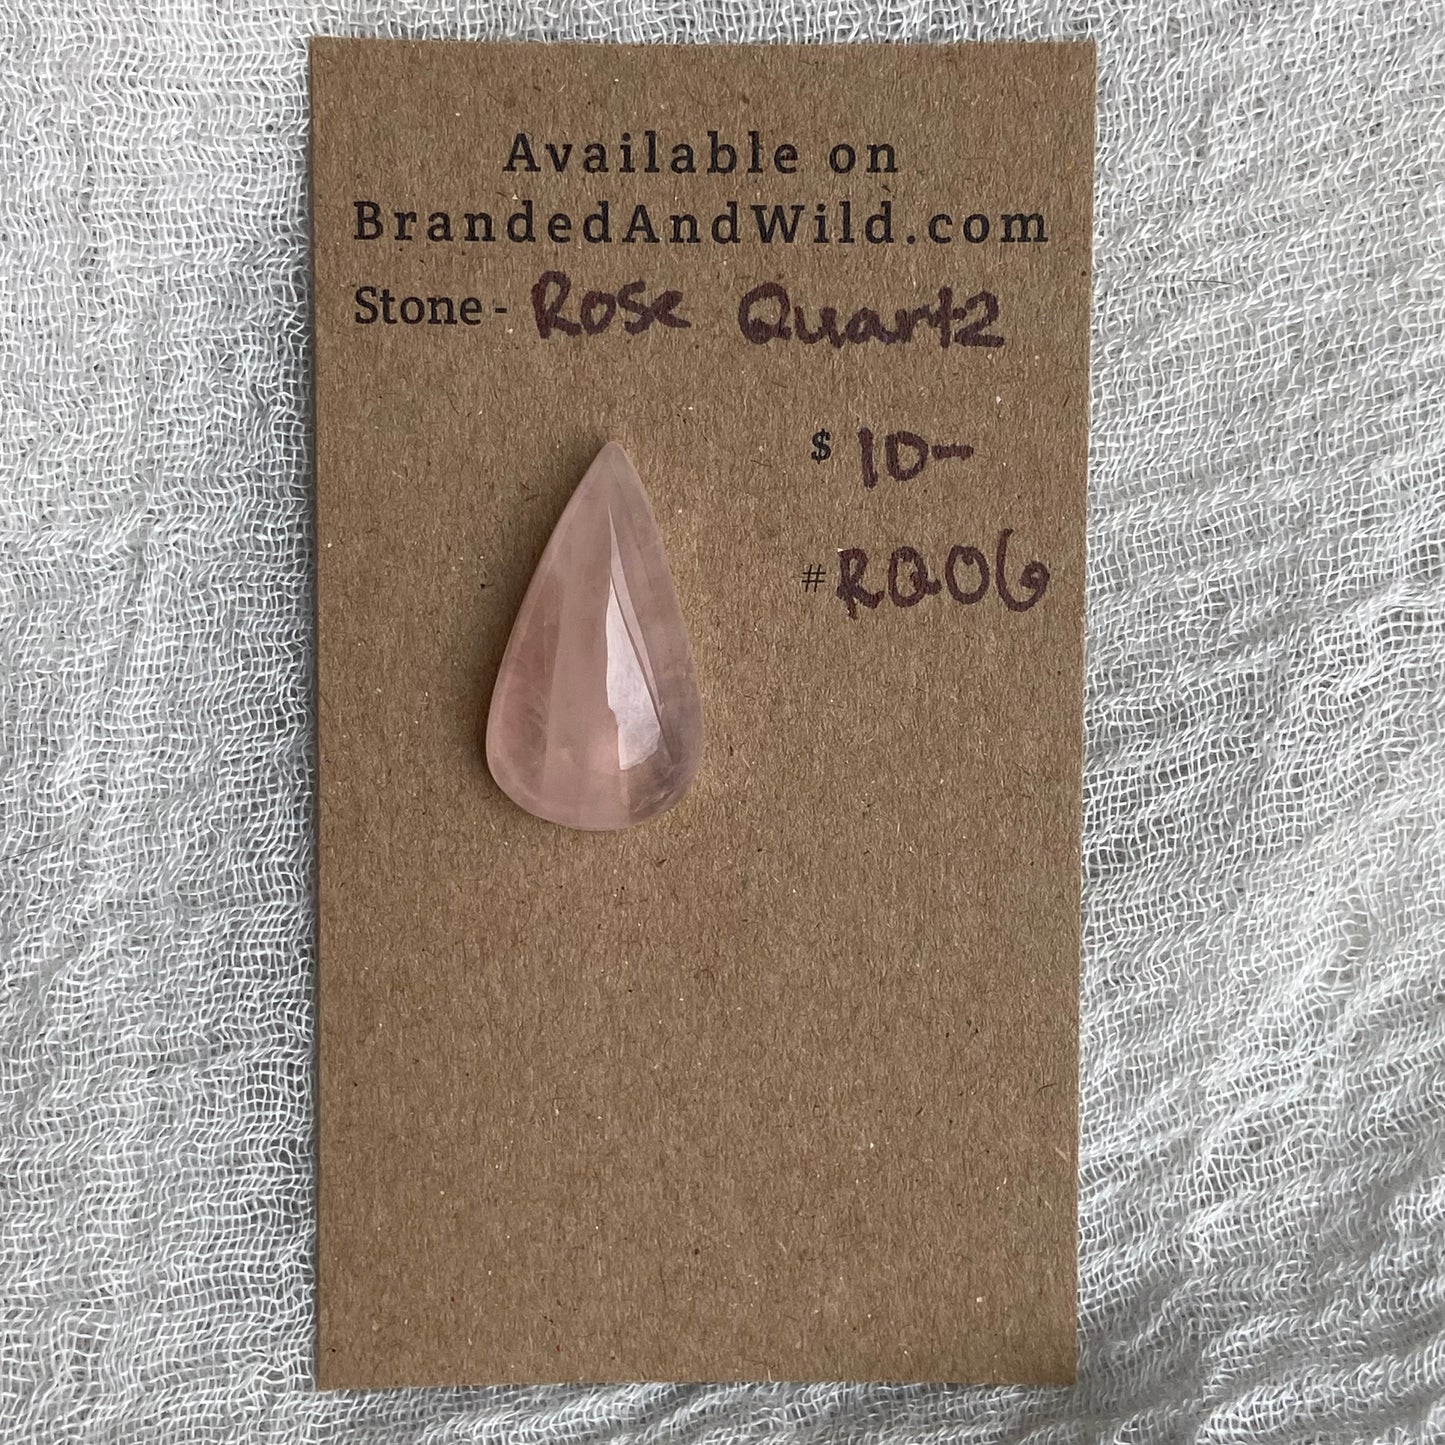 Available on
BrandedAndWild.com
Stone - Rose Quartz
$ 10-
#RQ06